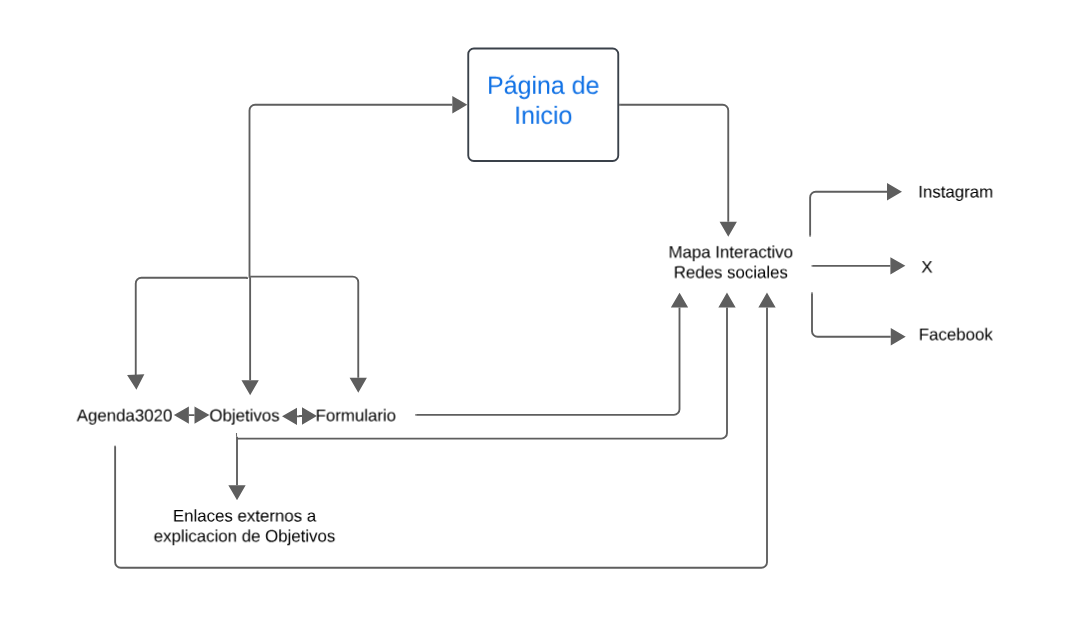 Página de
Inicio
Instagram
Mapa Interactivo
Redes sociales
X
Facebook
Agenda3020
Objetivos
Formulario
Enlaces externos a
explicacion de Objetivos